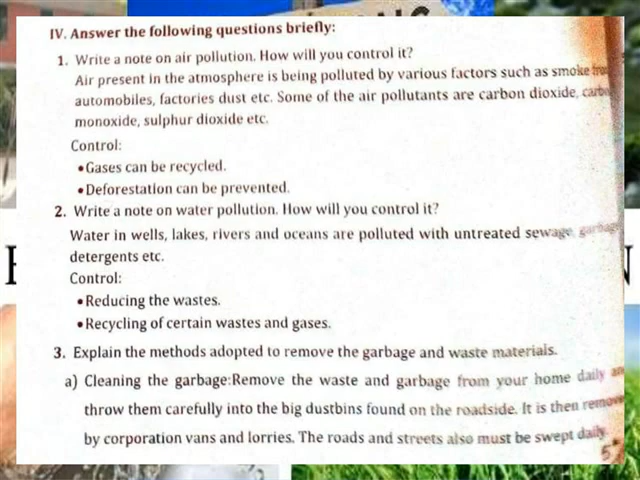 IV. Answer the following questions briefly:
1. Write a note on air pollution. How will you control it?
Air present in the atmosphere is being polluted by various factors such as smoke from
automobiles, factories dust etc. Some of the air pollutants are carbon dioxide, carbo
monoxide, sulphur dioxide etc.
Control:
•Gases can be recycled.
•Deforestation can be prevented.
2. Write a note on water pollution. How will you control it?
Water in wells, lakes, rivers and oceans are polluted with untreated sewage, garbage
detergents etc.
Control:
•Reducing the wastes.
•Recycling of certain wastes and gases.
3. Explain the methods adopted to remove the garbage and waste materials.
a) Cleaning the garbage:Remove the waste and garbage from your home daily an
throw them carefully into the big dustbins found on the roadside. It is then remove
by corporation vans and lorries. The roads and streets also must be swept daily.